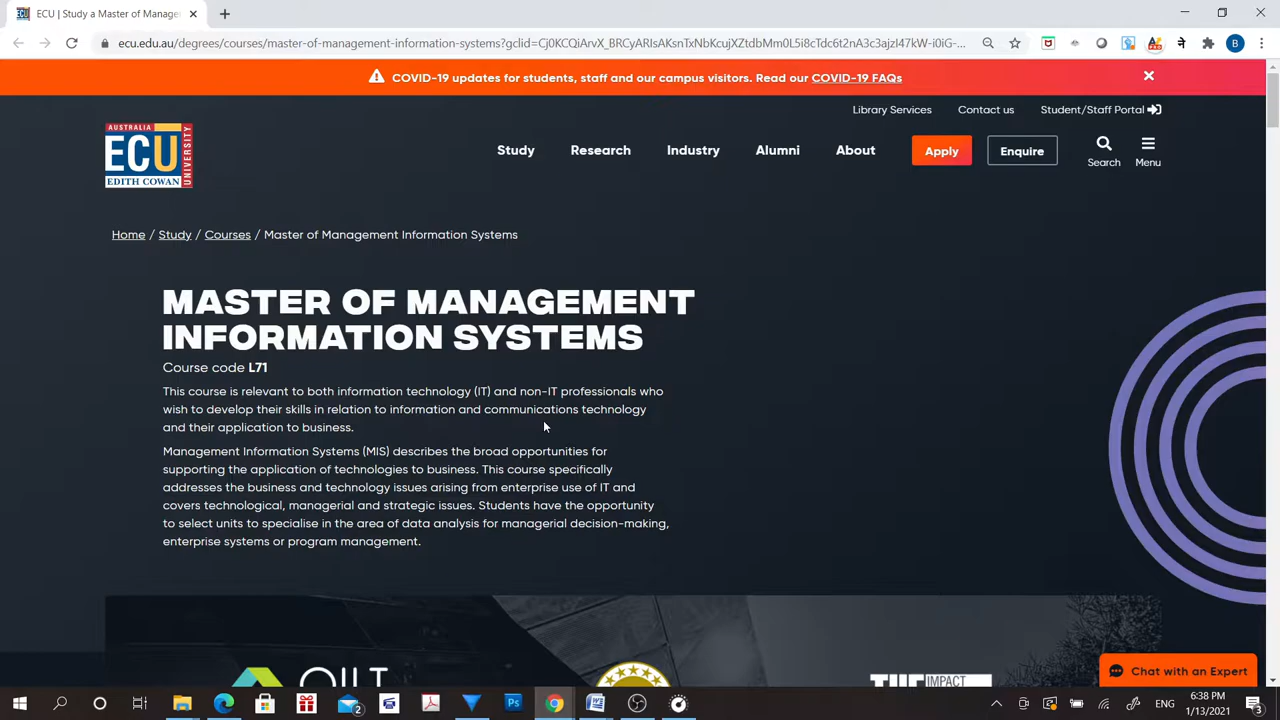 ECU | Study a Master of Manage
ecu.edu.au/degrees/courses/master-of-management-information-systems?gclid=Cj0KCQiArvX_BRCyARIsAKsnTxNbKcujXZtdbMm0L5i8cTdc6t2nA3c3ajzI47kW-i0iG-...
B
COVID-19 updates for students, staff and our campus visitors. Read our COVID-19 FAQs
Library Services Contact us Student/Staff Portal
AUSTRALIA
ECU
EDITH COWAN
UNIVERSITY
Study Research Industry Alumni About Apply Enquire Search Menu
Home / Study / Courses / Master of Management Information Systems
MASTER OF MANAGEMENT
INFORMATION SYSTEMS
Course code L71
This course is relevant to both information technology (IT) and non-IT professionals who
wish to develop their skills in relation to information and communications technology
and their application to business.
Management Information Systems (MIS) describes the broad opportunities for
supporting the application of technologies to business. This course specifically
addresses the business and technology issues arising from enterprise use of IT and
covers technological, managerial and strategic issues. Students have the opportunity
to select units to specialise in the area of data analysis for managerial decision-making,
enterprise systems or program management.
QILT
THE IMPACT
Chat with an Expert
ENG
6:38 PM
1/13/2021